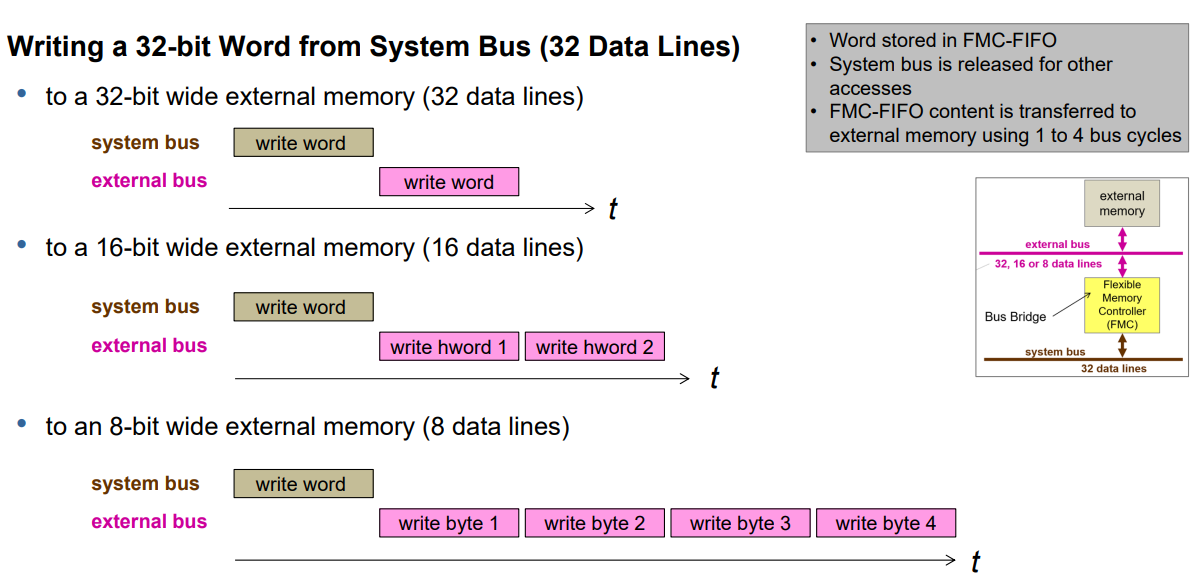 Writing a 32-bit Word from System Bus (32 Data Lines)
• Word stored in FMC-FIFO
• System bus is released for other
accesses
• FMC-FIFO content is transferred to
external memory using 1 to 4 bus cycles
• to a 32-bit wide external memory (32 data lines)
system bus write word
external bus write word
t
• to a 16-bit wide external memory (16 data lines)
system bus write word
external bus write hword 1 write hword 2
t
• to an 8-bit wide external memory (8 data lines)
system bus write word
external bus write byte 1 write byte 2 write byte 3 write byte 4
t
external
memory
external bus
32, 16 or 8 data lines
Flexible
Memory
Controller
(FMC)
Bus Bridge
system bus
32 data lines